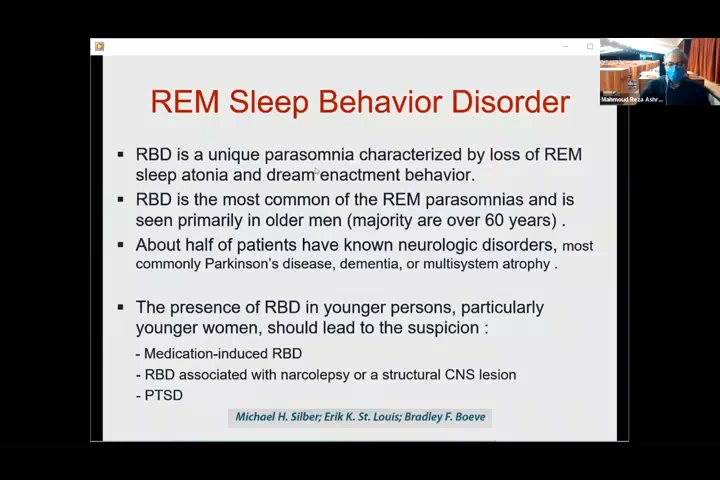 REM Sleep Behavior Disorder
▪ RBD is a unique parasomnia characterized by loss of REM
sleep atonia and dream enactment behavior.
▪ RBD is the most common of the REM parasomnias and is
seen primarily in older men (majority are over 60 years) .
▪ About half of patients have known neurologic disorders, most
commonly Parkinson's disease, dementia, or multisystem atrophy .
▪ The presence of RBD in younger persons, particularly
younger women, should lead to the suspicion :
- Medication-induced RBD
- RBD associated with narcolepsy or a structural CNS lesion
- PTSD
Michael H. Silber; Erik K. St. Louis; Bradley F. Boeve
Mahmoud Reza Ashr...